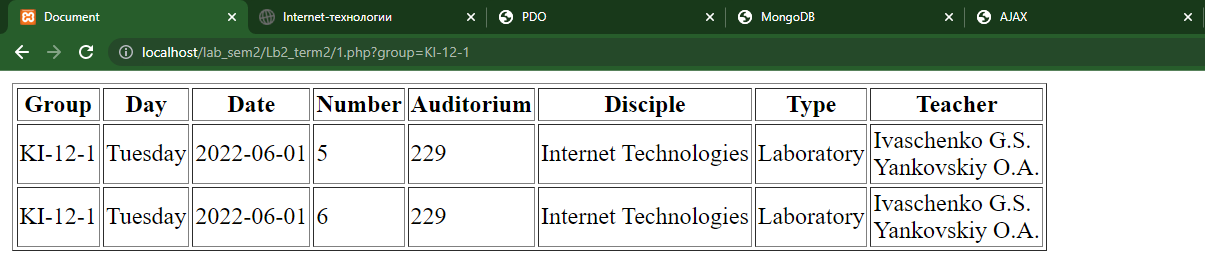 Document Internet-технологии PDO MongoDB AJAX
localhost/lab_sem2/Lb2_term2/1.php?group=KI-12-1
Group Day Date Number Auditorium Disciple Type Teacher
KI-12-1 Tuesday 2022-06-01 5 229 Internet Technologies Laboratory Ivaschenko G.S.
Yankovskiy O.A.
KI-12-1 Tuesday 2022-06-01 6 229 Internet Technologies Laboratory Ivaschenko G.S.
Yankovskiy O.A.